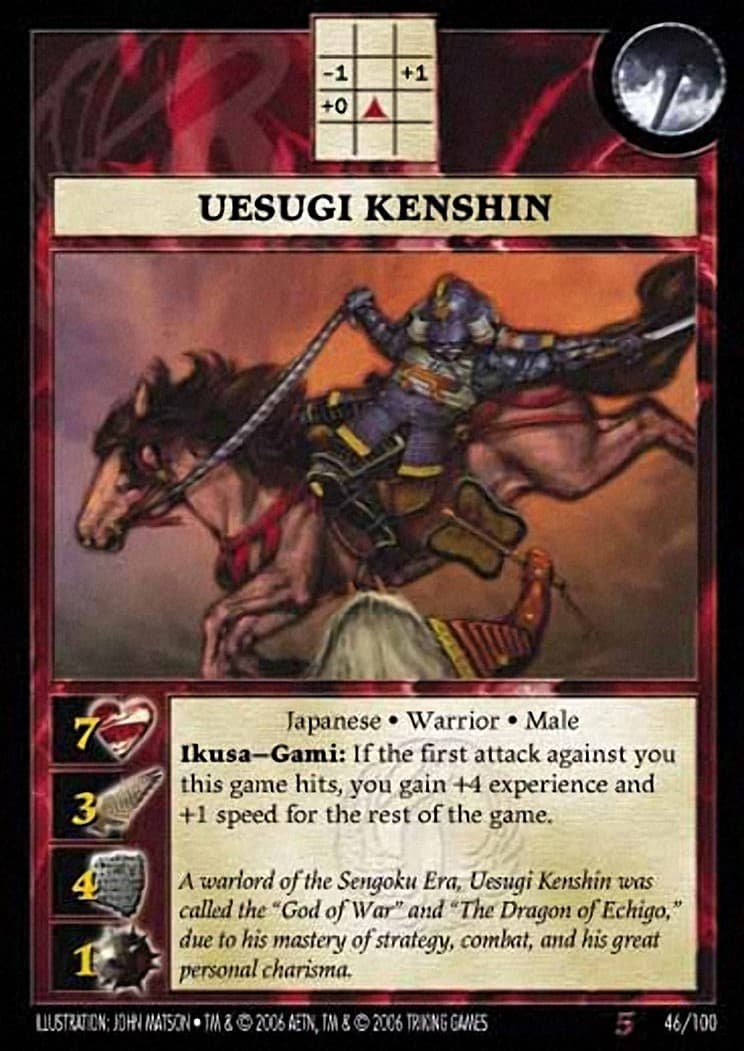 -1 +1
+0
UESUGI KENSHIN
7
3
4
1
Japanese • Warrior • Male
Ikusa-Gami: If the first attack against you
this game hits, you gain +4 experience and
+1 speed for the rest of the game.
A warlord of the Sengoku Era, Uesugi Kenshin was
called the “God of War” and “The Dragon of Echigo,”
due to his mastery of strategy, combat, and his great
personal charisma.
ILLUSTRATION: JOHN MATSON • TM & © 2006 AETN, TM & © 2006 TRIKING GAMES 5 46/100